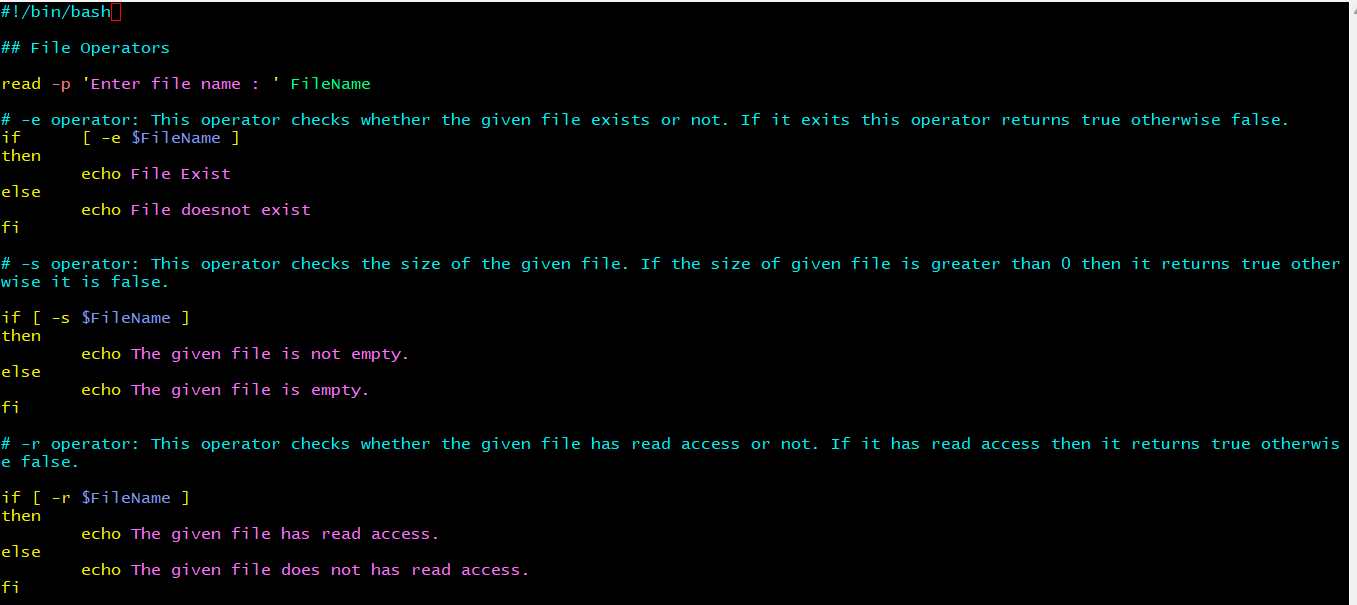 #!/bin/bash
## File Operators
read -p 'Enter file name : ' FileName
# -e operator: This operator checks whether the given file exists or not. If it exits this operator returns true otherwise false.
if      [ -e $FileName ]
then
        echo File Exist
else
        echo File doesnot exist
fi
# -s operator: This operator checks the size of the given file. If the size of given file is greater than 0 then it returns true other
wise it is false.
if [ -s $FileName ]
then
        echo The given file is not empty.
else
        echo The given file is empty.
fi
# -r operator: This operator checks whether the given file has read access or not. If it has read access then it returns true otherwis
e false.
if [ -r $FileName ]
then
        echo The given file has read access.
else
        echo The given file does not has read access.
fi